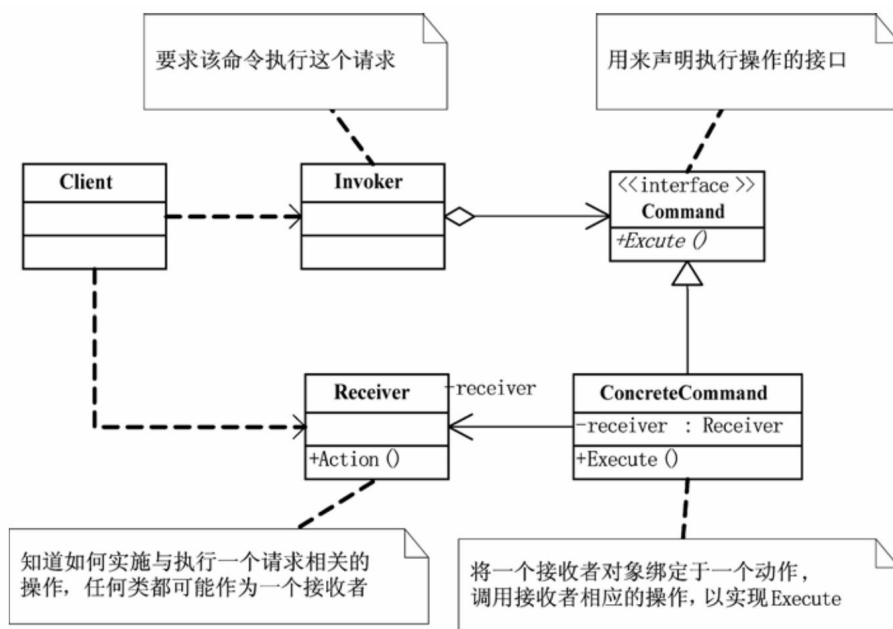 要求该命令执行这个请求
用来声明执行操作的接口
Client
Invoker
<<interface>>
Command
+Excute()
Receiver
+Action()
-receiver
ConcreteCommand
-receiver : Receiver
+Execute()
知道如何实施与执行一个请求相关的
操作,任何类都可能作为一个接收者
将一个接收者对象绑定于一个动作,
调用接收者相应的操作,以实现Execute